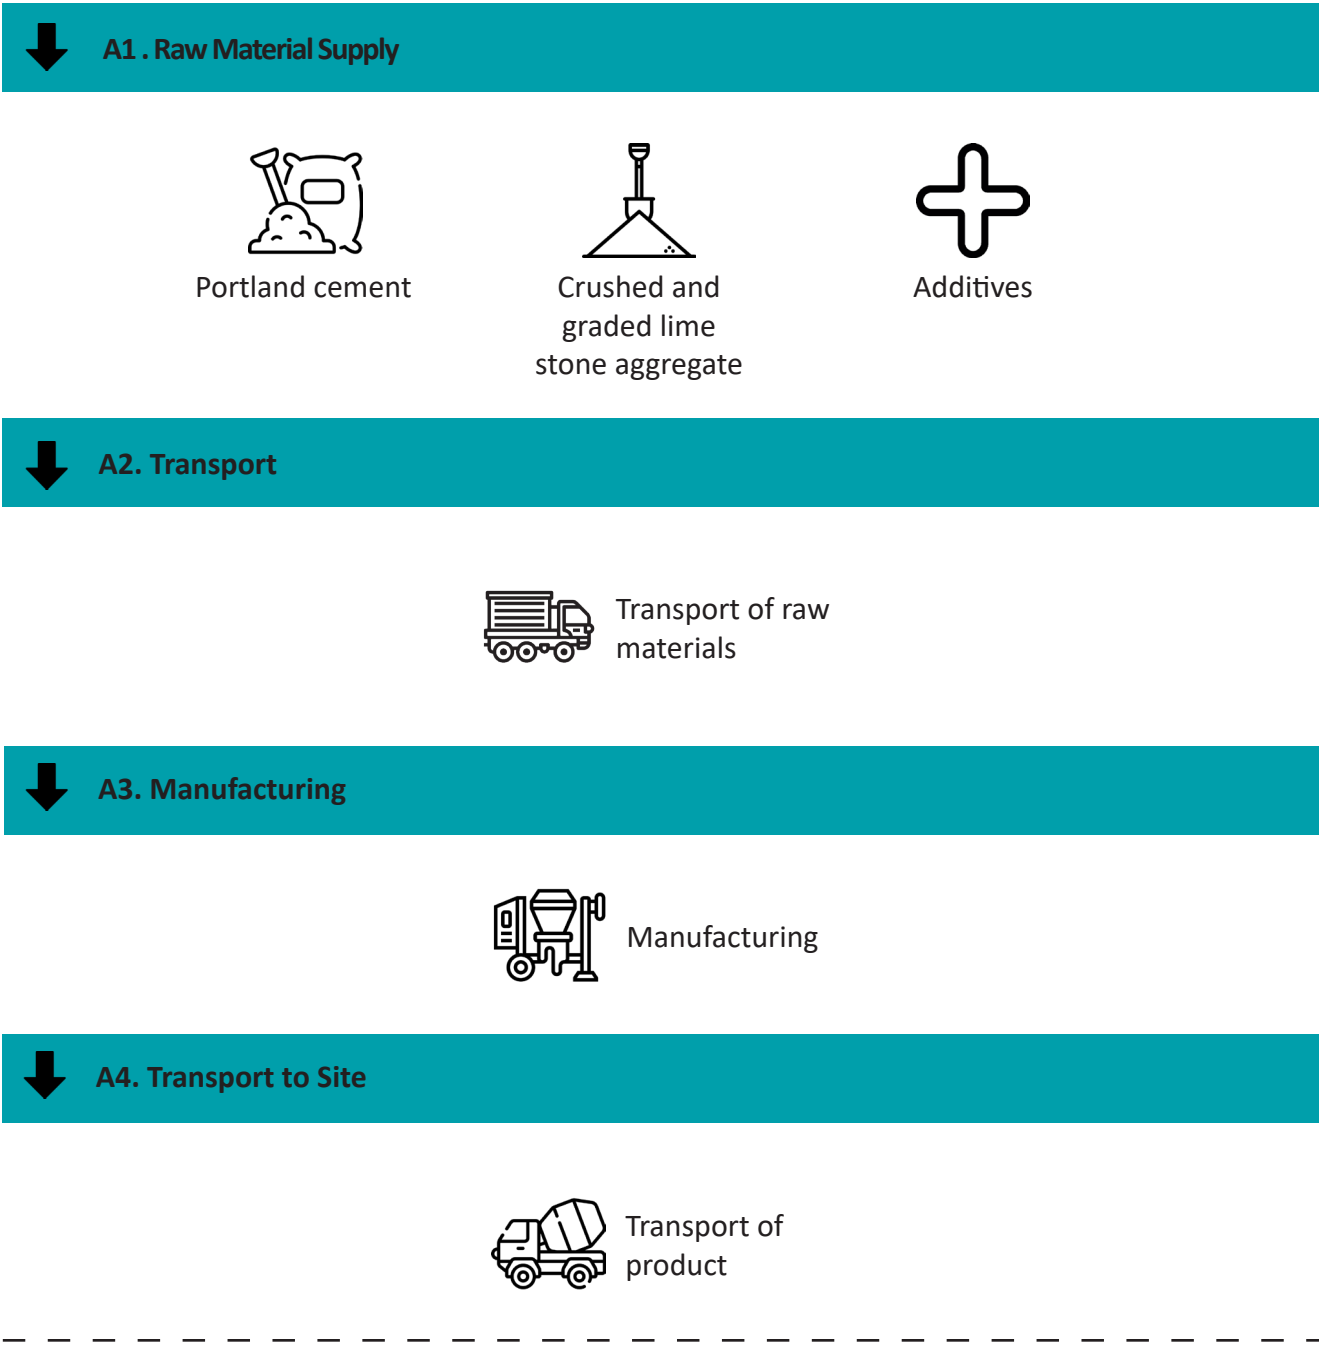 A1 . Raw Material Supply
Portland cement
Crushed and
graded lime
stone aggregate
Additives
A2. Transport
Transport of raw
materials
A3. Manufacturing
Manufacturing
A4. Transport to Site
Transport of
product